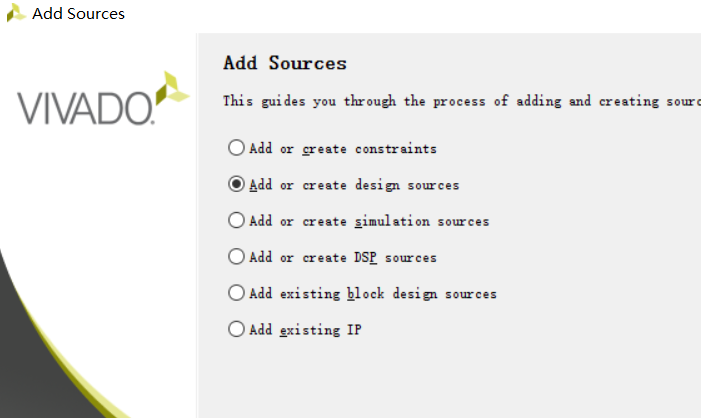 Add Sources
VIVADO.
Add Sources
This guides you through the process of adding and creating sourc
Add or create constraints
Add or create design sources
Add or create simulation sources
Add or create DSP sources
Add existing block design sources
Add existing IP